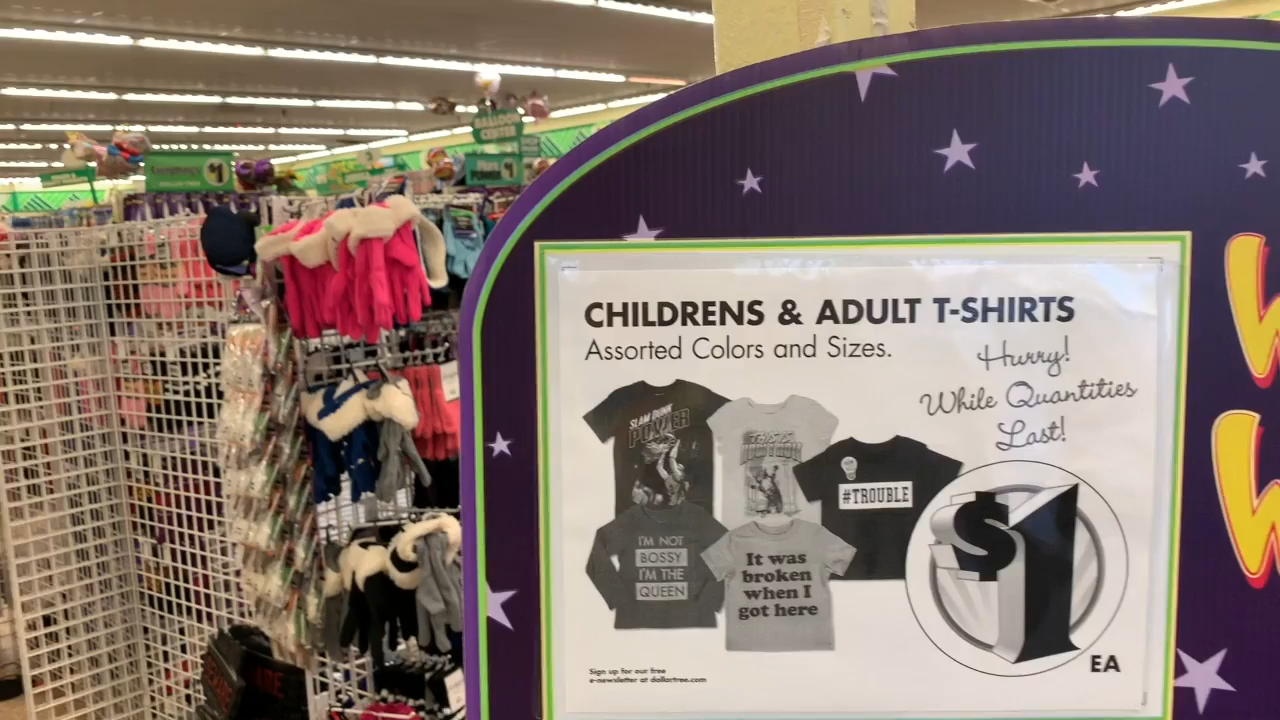 BALLOON
CENTER
$1
$1
CHILDRENS & ADULT T-SHIRTS
Assorted Colors and Sizes.
Hurry!
While Quantities
Last!
SLAM DUNK
POWER
#TROUBLE
I'M NOT
BOSSY
I'M THE
QUEEN
It was
broken
when I
got here
$1
EA
Sign up for our free
e-newsletter at dollartree.com
W
W